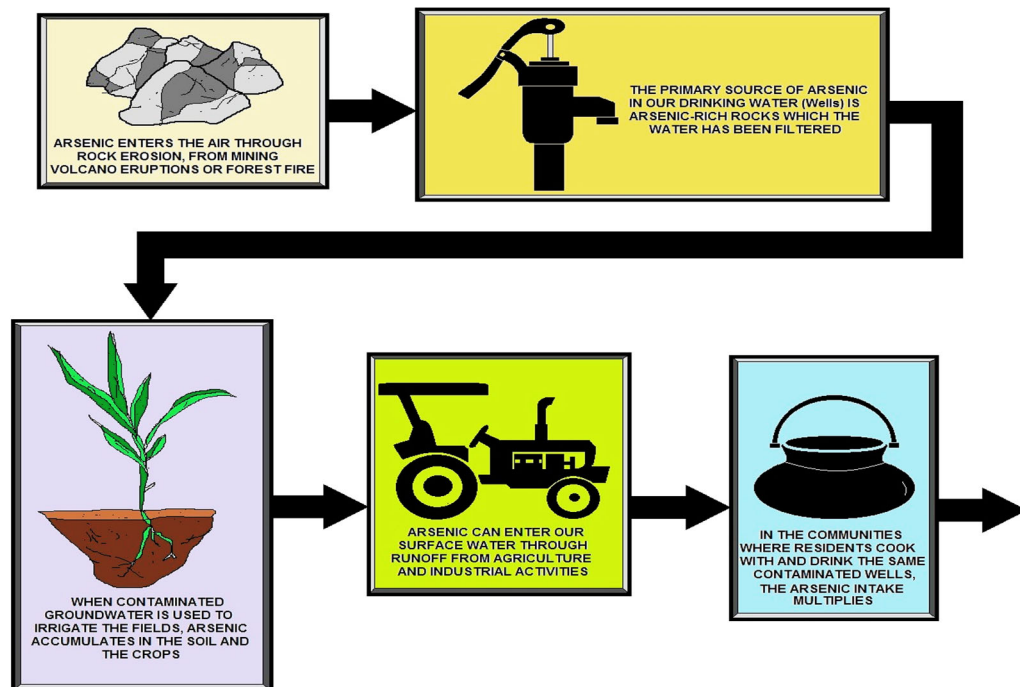 ARSENIC ENTERS THE AIR THROUGH
ROCK EROSION, FROM MINING
VOLCANO ERUPTIONS OR FOREST FIRE
THE PRIMARY SOURCE OF ARSENIC
IN OUR DRINKING WATER (Wells) IS
ARSENIC-RICH ROCKS WHICH THE
WATER HAS BEEN FILTERED
WHEN CONTAMINATED
GROUNDWATER IS USED TO
IRRIGATE THE FIELDS, ARSENIC
ACCUMULATES IN THE SOIL AND
THE CROPS
ARSENIC CAN ENTER OUR
SURFACE WATER THROUGH
RUNOFF FROM AGRICULTURE
AND INDUSTRIAL ACTIVITIES
IN THE COMMUNITIES
WHERE RESIDENTS COOK
WITH AND DRINK THE SAME
CONTAMINATED WELLS,
THE ARSENIC INTAKE
MULTIPLIES